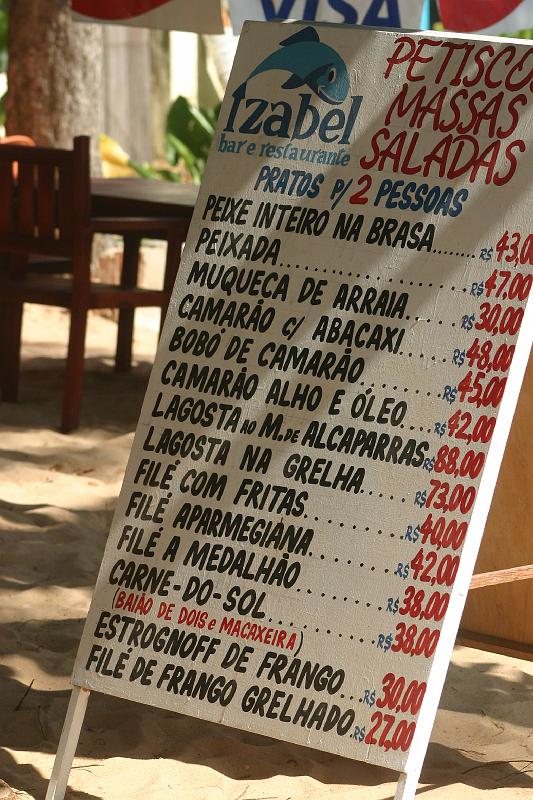 VISA
Izabel
bar e restaurante
PETISCO
MASSAS
SALADAS
PRATOS P/ 2 PESSOAS
PEIXE INTEIRO NA BRASA........ R$ 43,0
PEIXADA.................... R$ 47,00
MUQUECA DE ARRAIA...... R$ 30,00
CAMARÃO C/ ABACAXI..... R$ 48,00
BOBÓ DE CAMARÃO......... R$ 45,00
CAMARÃO ALHO E ÓLEO.... R$ 42,00
LAGOSTA AO M. DE ALCAPARRAS. R$ 88,00
LAGOSTA NA GRELHA...... R$ 73,00
FILÉ COM FRITAS........... R$ 40,00
FILÉ APARMEGIANA......... R$ 42,00
FILÉ A MEDALHÃO........... R$ 38,00
CARNE-DO-SOL............. R$ 38,00
(BAIÃO DE DOIS e MACAXEIRA)
ESTROGNOFF DE FRANGO... R$ 30,00
FILÉ DE FRANGO GRELHADO. R$ 27,00